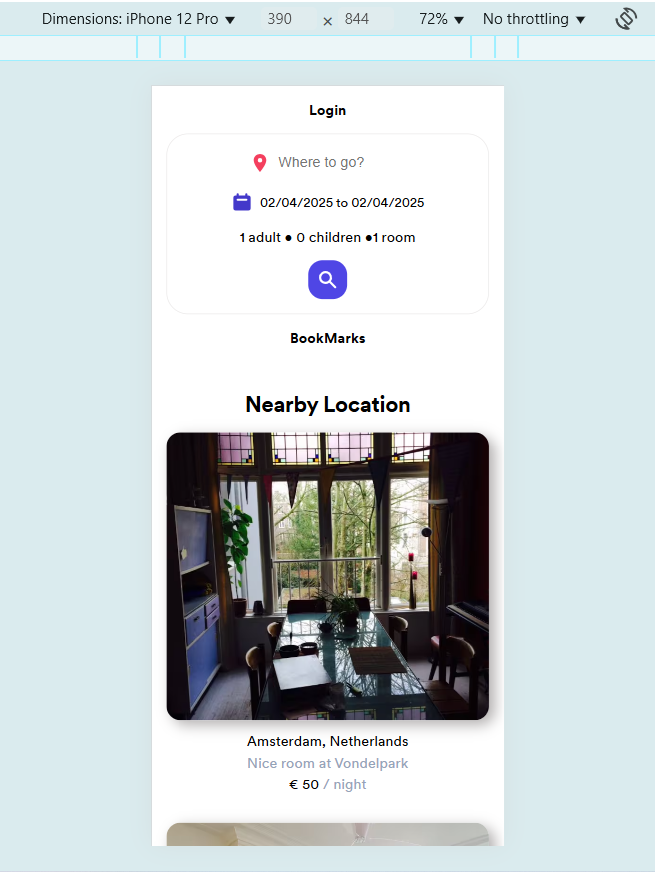 Dimensions: iPhone 12 Pro ▼ 390 × 844 72% ▼ No throttling ▼
Login
Where to go?
02/04/2025 to 02/04/2025
1 adult ● 0 children ●1 room
BookMarks
Nearby Location
Amsterdam, Netherlands
Nice room at Vondelpark
€ 50 / night